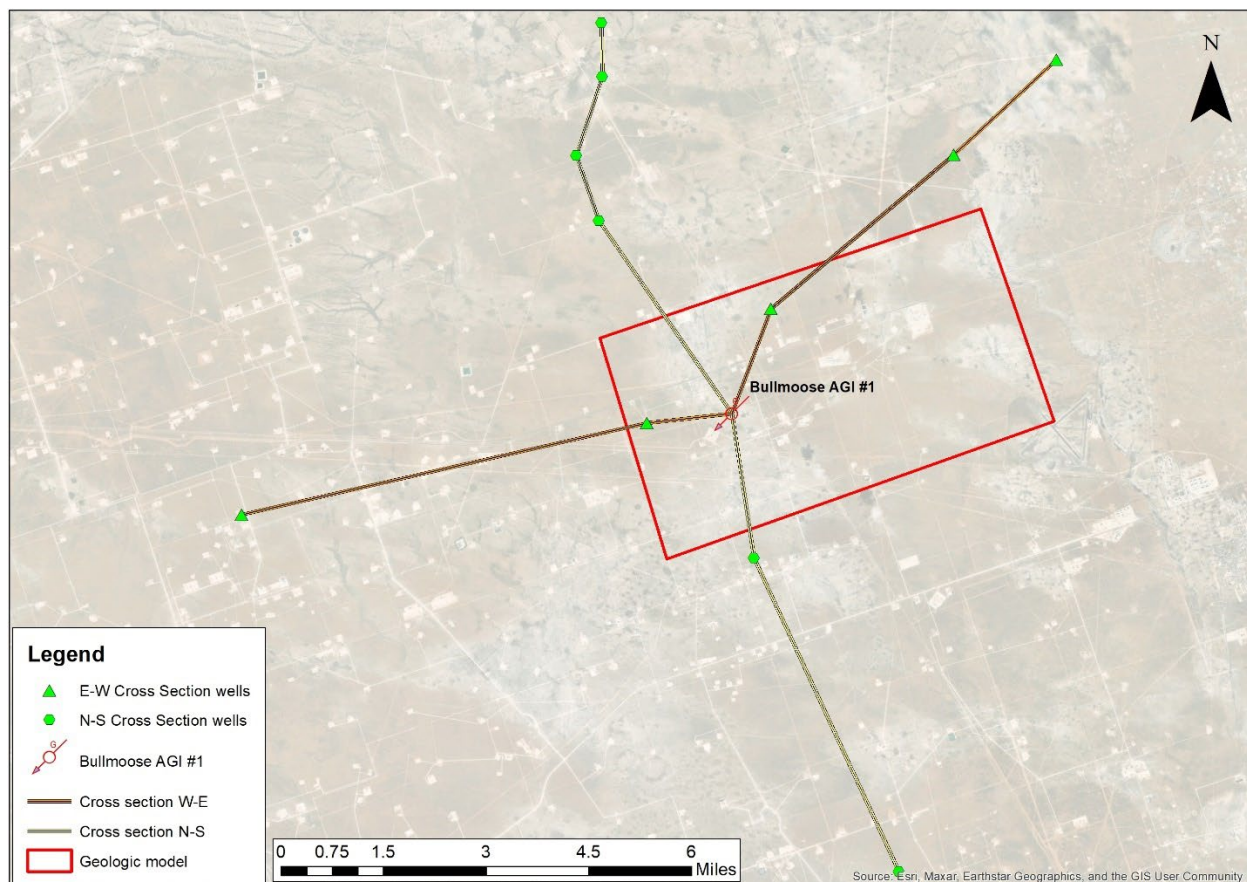 N
Bullmoose AGI #1
Legend
E-W Cross Section wells
N-S Cross Section wells
G
Bullmoose AGI #1
Cross section W-E
Cross section N-S
Geologic model
0 0.75 1.5 3 4.5 6
Miles
Source: Esri, Maxar, Earthstar Geographics, and the GIS User Community